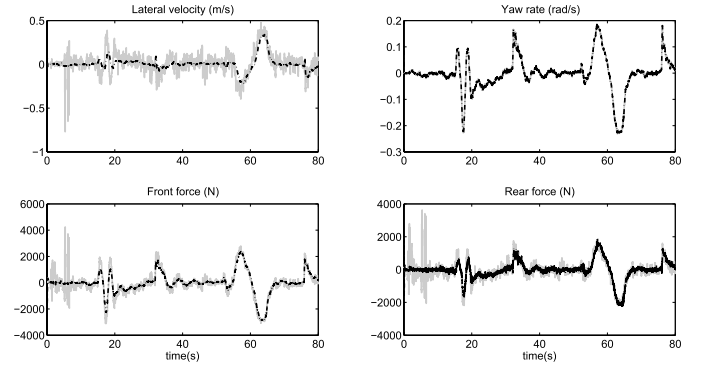 Lateral velocity (m/s)
0.5
0
−0.5
−1
0 20 40 60 80
Yaw rate (rad/s)
0.2
0.1
0
−0.1
−0.2
−0.3
0 20 40 60 80
Front force (N)
6000
4000
2000
0
−2000
−4000
0 20 40 60 80
time(s)
Rear force (N)
4000
2000
0
−2000
−4000
0 20 40 60 80
time(s)